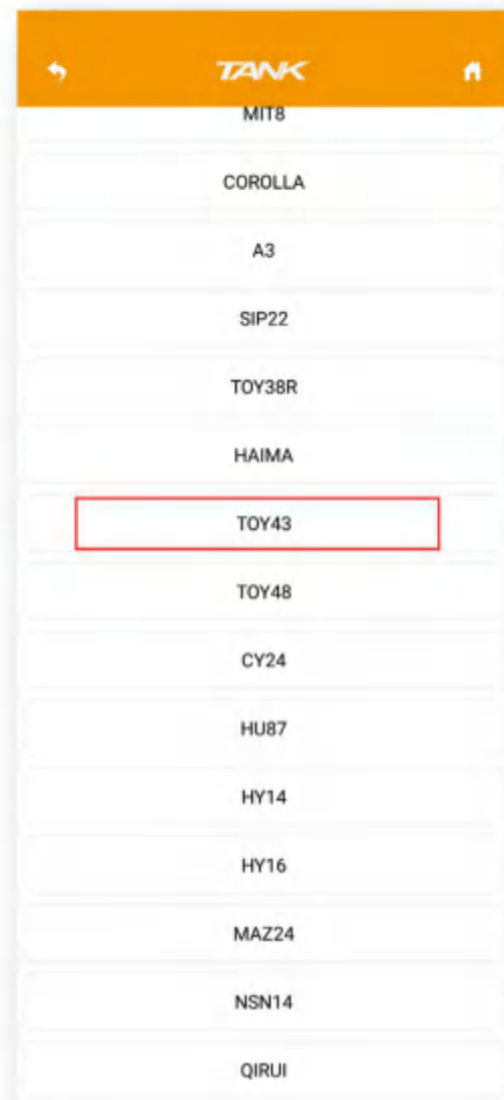 TANK
MIT8
COROLLA
A3
SIP22
TOY38R
HAIMA
TOY43
TOY48
CY24
HU87
HY14
HY16
MAZ24
NSN14
QIRUI